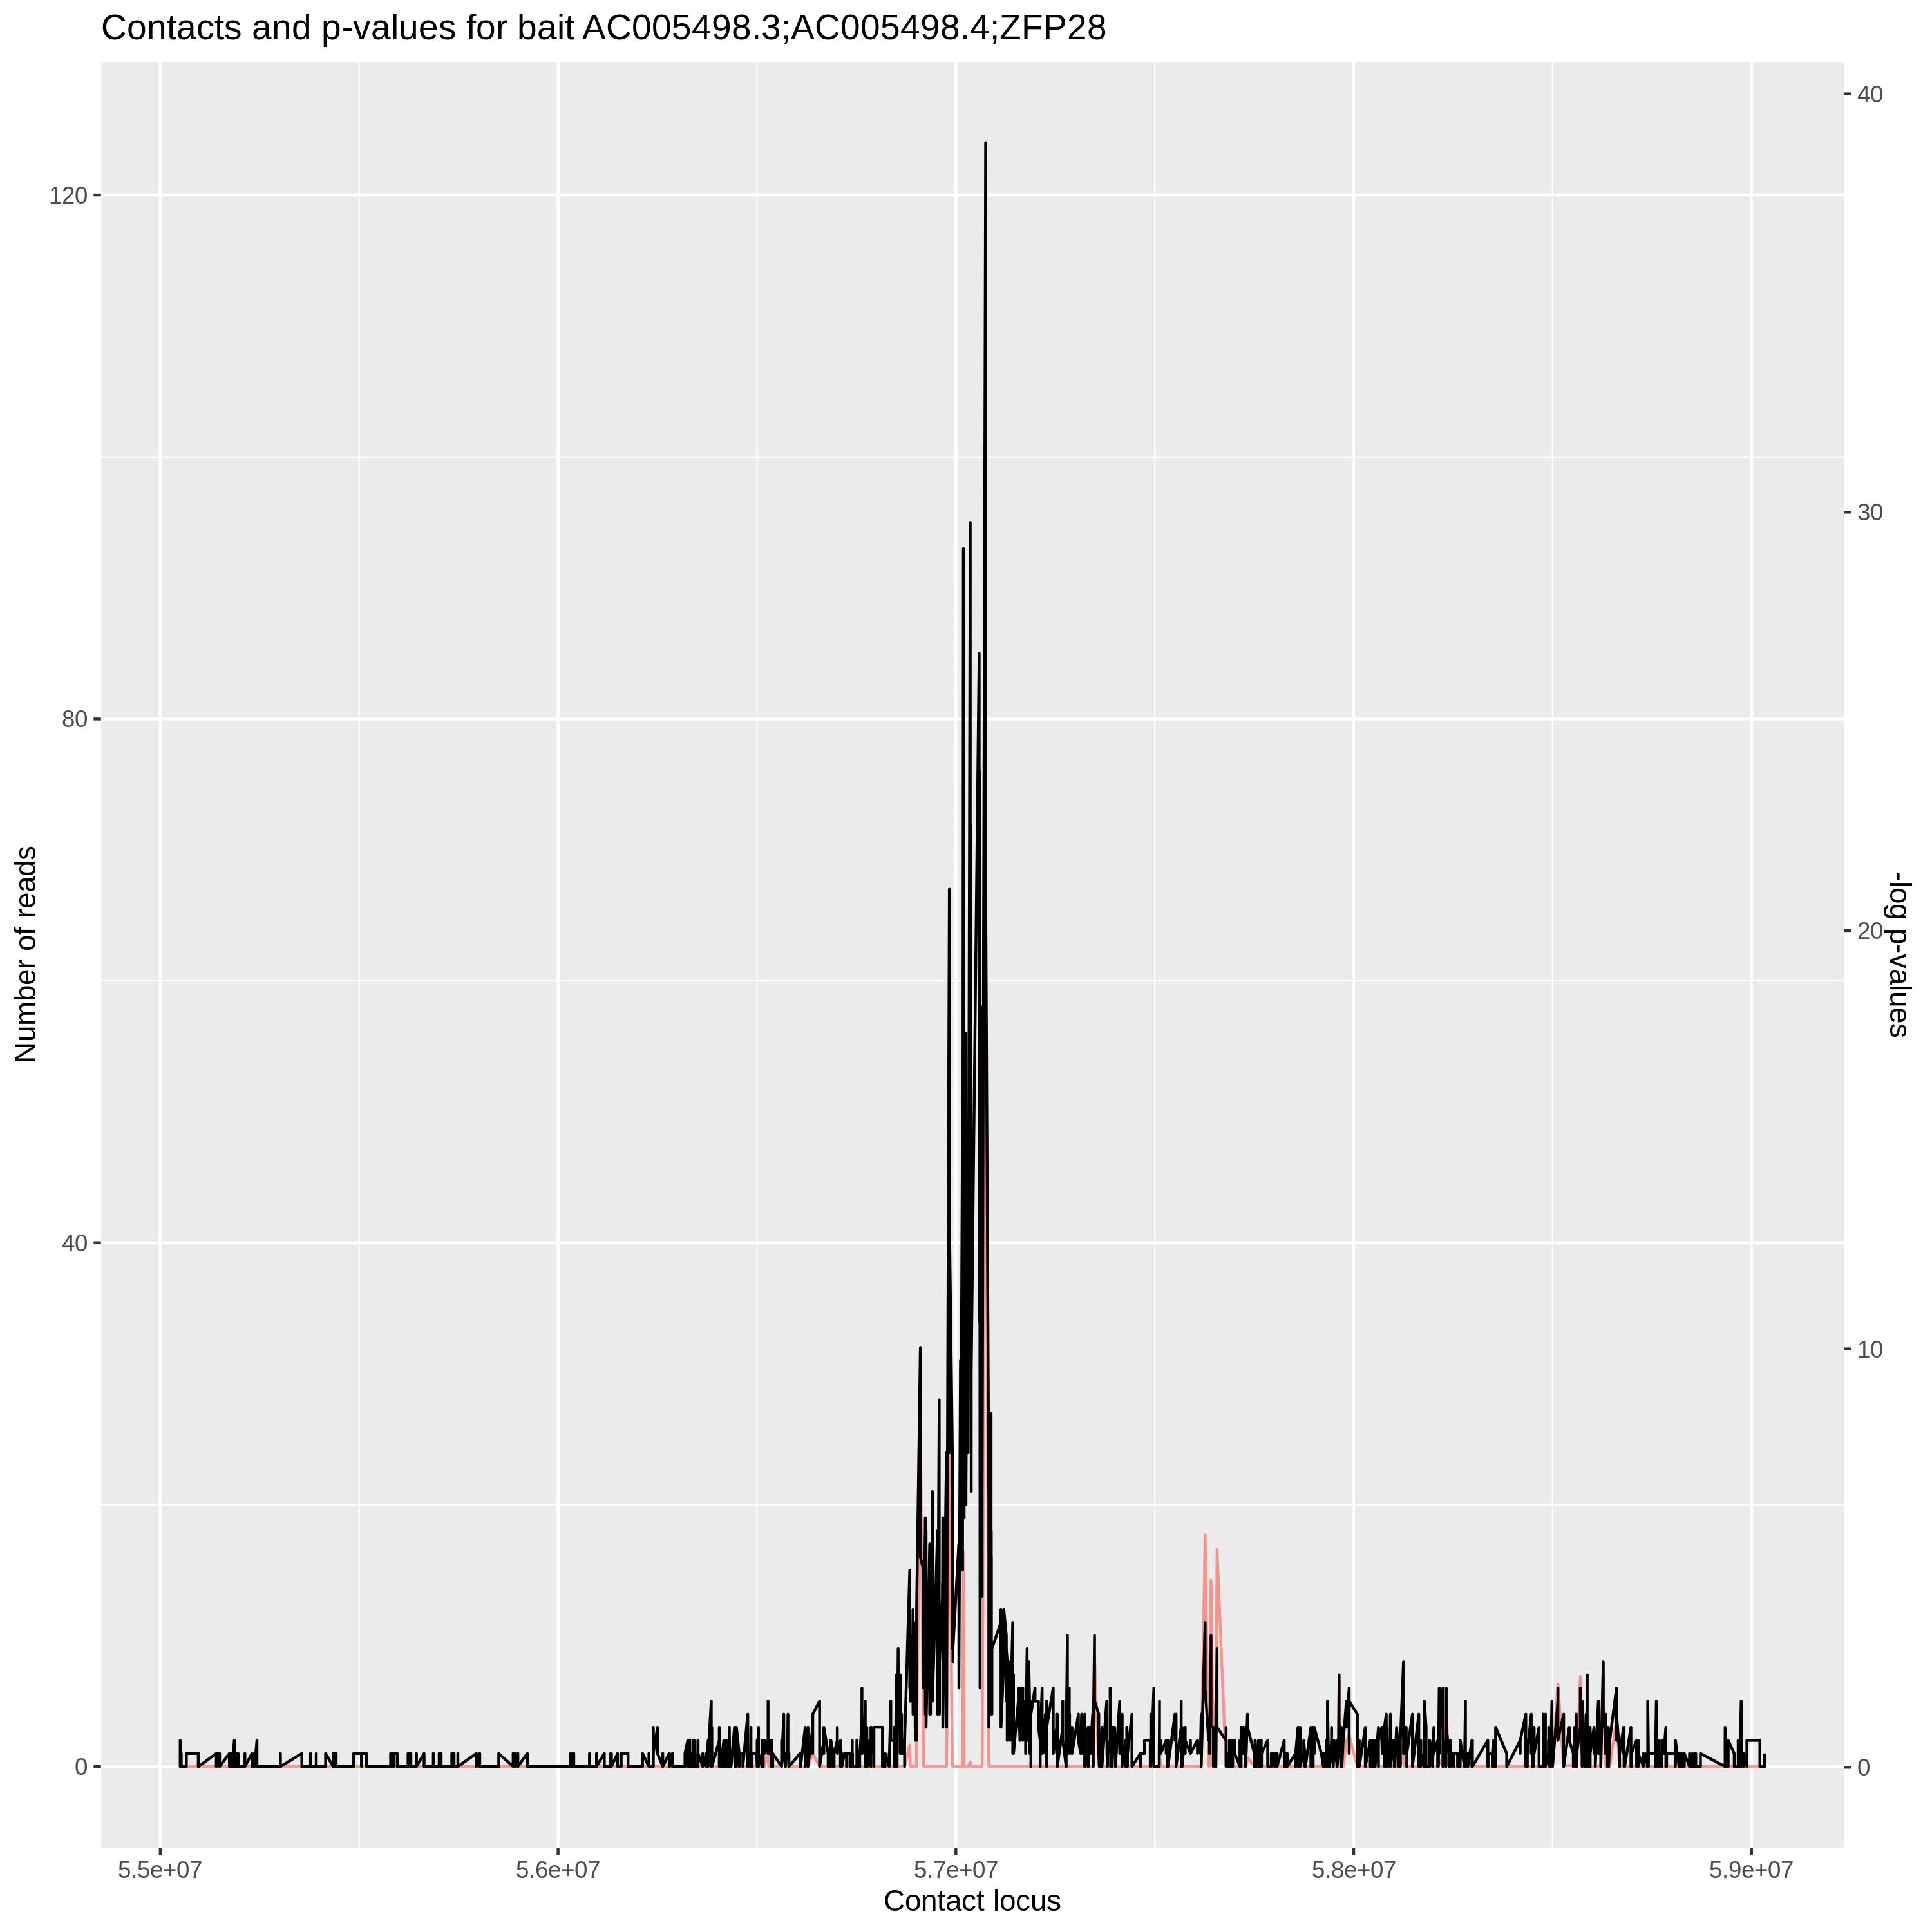 Contacts and p-values for bait AC005498.3;AC005498.4;ZFP28
120
80
40
0
Number of reads
40
30
20
10
0
-log p-values
5.5e+07
5.6e+07
5.7e+07
5.8e+07
5.9e+07
Contact locus